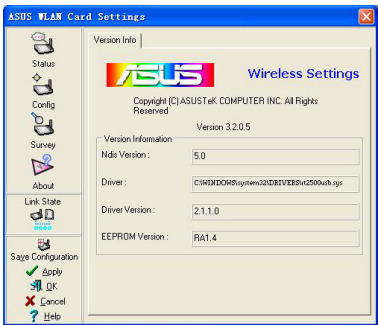 ASUS WLAN Card Settings
Status
Config
Survey
About
Link State
Save Configuration
Apply
OK
Cancel
Help
Version Info
ASUS
Wireless Settings
Copyright (C) ASUSTeK COMPUTER INC. All Rights
Reserved
Version 3.2.0.5
Version Information
Ndis Version : 5.0
Driver : C:\WINDOWS\system32\DRIVERS\rt2500usb.sys
Driver Version : 2.1.1.0
EEPROM Version : RA1.4